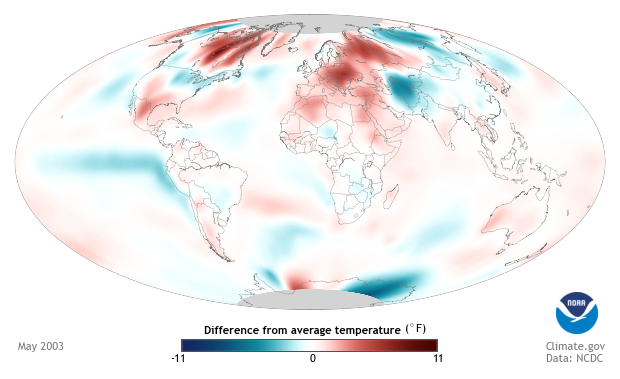 Difference from average temperature (°F)
-11 0 11
May 2003
NOAA
Climate.gov
Data: NCDC